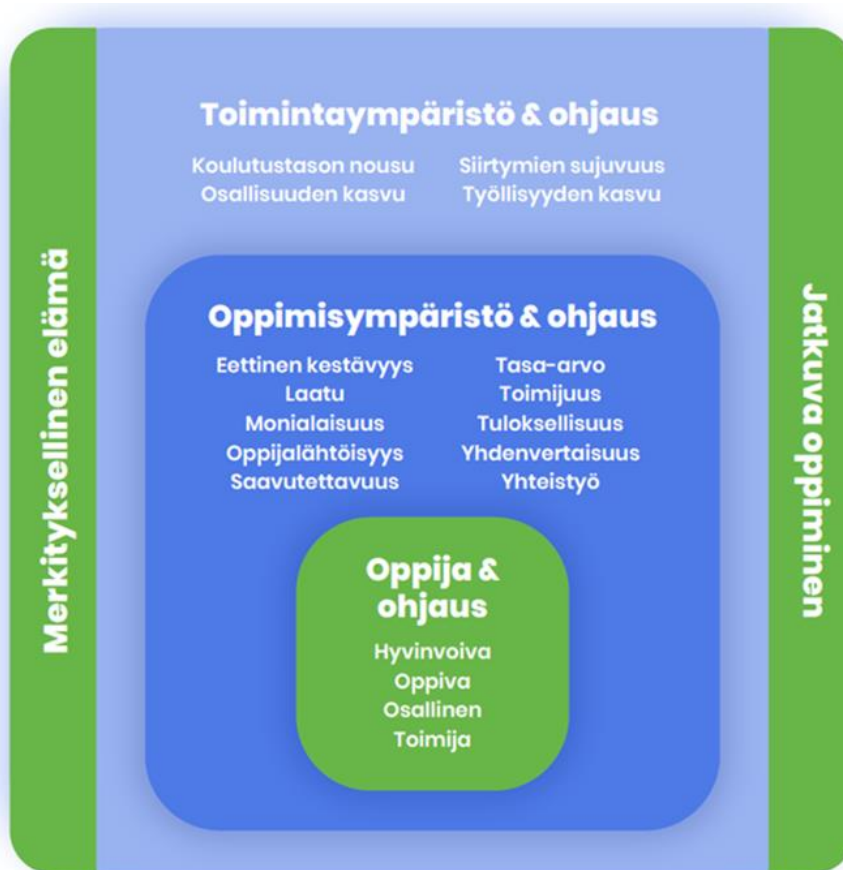 Merkityksellinen elämä
Toimintaympäristö & ohjaus
Koulutustason nousu
Osallisuuden kasvu
Siirtymien sujuvuus
Työllisyyden kasvu
Oppimisympäristö & ohjaus
Eettinen kestävyys
Laatu
Monialaisuus
Oppijalähtöisyys
Saavutettavuus
Tasa-arvo
Toimijuus
Tuloksellisuus
Yhdenvertaisuus
Yhteistyö
Oppija &
ohjaus
Hyvinvoiva
Oppiva
Osallinen
Toimija
Jatkuva oppiminen